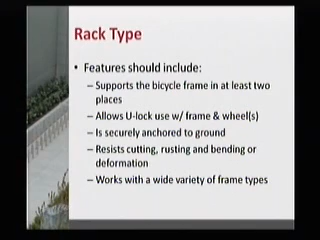 Rack Type
• Features should include:
– Supports the bicycle frame in at least two
places
– Allows U-lock use w/ frame & wheel(s)
– Is securely anchored to ground
– Resists cutting, rusting and bending or
deformation
– Works with a wide variety of frame types